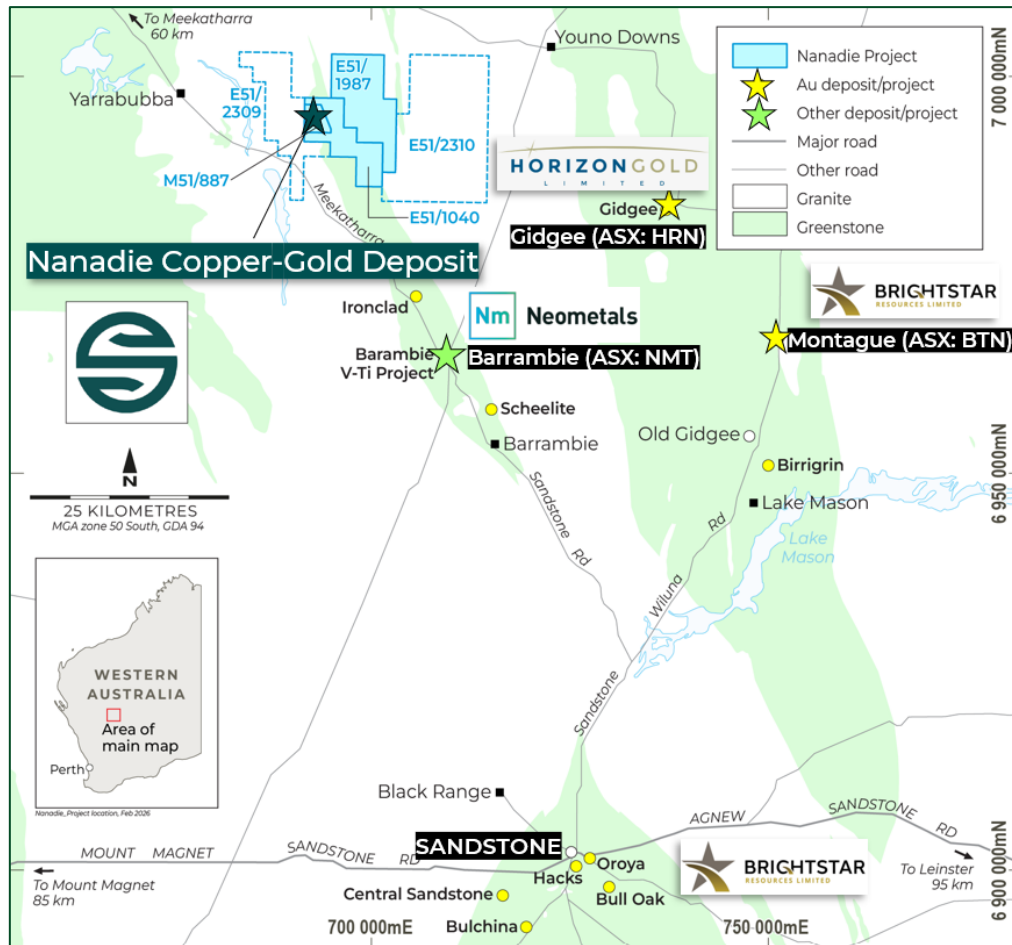 To Meekatharra
60 km
Youno Downs
Yarrabubba
E51/
2309
E51/
1987
E51/2310
M51/887
E51/1040
Meekatharra
Nanadie Project
Au deposit/project
Other deposit/project
Major road
Other road
Granite
Greenstone
7 000 000mN
HORIZON GOLD
LIMITED
Gidgee
Gidgee (ASX: HRN)
Nanadie Copper-Gold Deposit
BRIGHTSTAR
RESOURCES LIMITED
Ironclad
Nm Neometals
Montague (ASX: BTN)
Barambie
V-Ti Project
Barrambie (ASX: NMT)
Scheelite
Barrambie
Old Gidgee
Birrigrin
6 950 000mN
N
25 KILOMETRES
MGA zone 50 South, GDA 94
Sandstone
Rd
Lake Mason
Lake
Mason
Rd
Wiluna
Sandstone
WESTERN
AUSTRALIA
Area of
main map
Perth
Nanadie_Project location, Feb 2026
Black Range
SANDSTONE
AGNEW
SANDSTONE
RD
MOUNT MAGNET
SANDSTONE
RD
Oroya
Hacks
Bull Oak
BRIGHTSTAR
RESOURCES LIMITED
To Leinster
95 km
6 900 000mN
To Mount Magnet
85 km
Central Sandstone
Bulchina
700 000mE
750 000mE